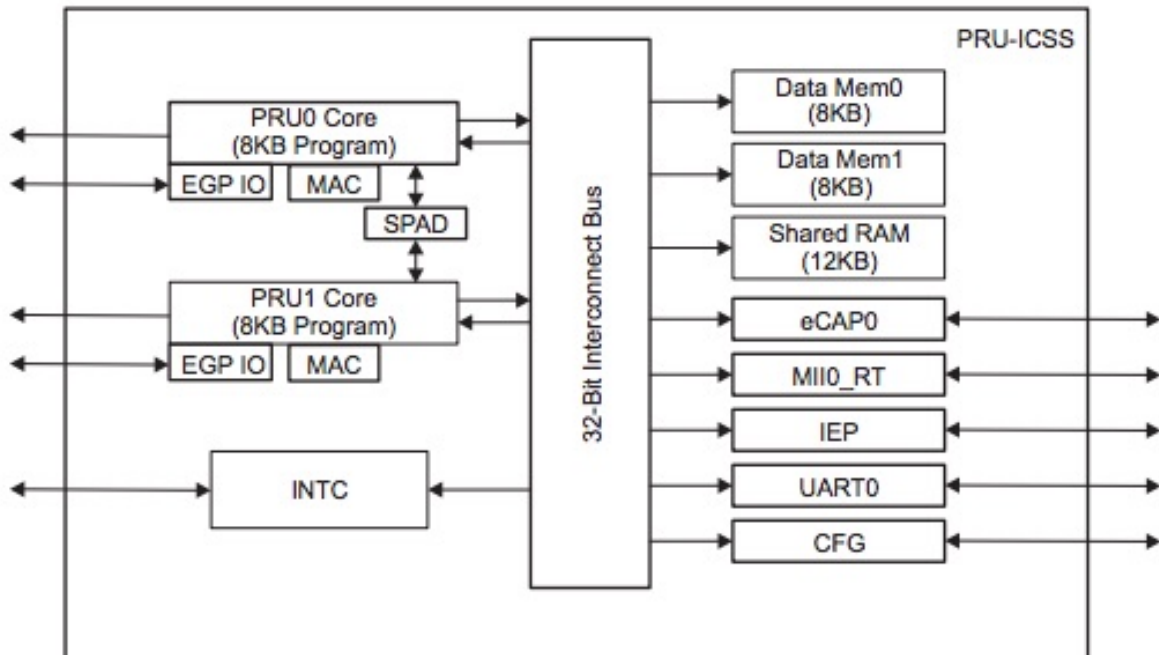 PRU-ICSS
PRU0 Core
(8KB Program)
EGP IO
MAC
SPAD
PRU1 Core
(8KB Program)
EGP IO
MAC
INTC
32-Bit Interconnect Bus
Data Mem0
(8KB)
Data Mem1
(8KB)
Shared RAM
(12KB)
eCAP0
MII0_RT
IEP
UART0
CFG